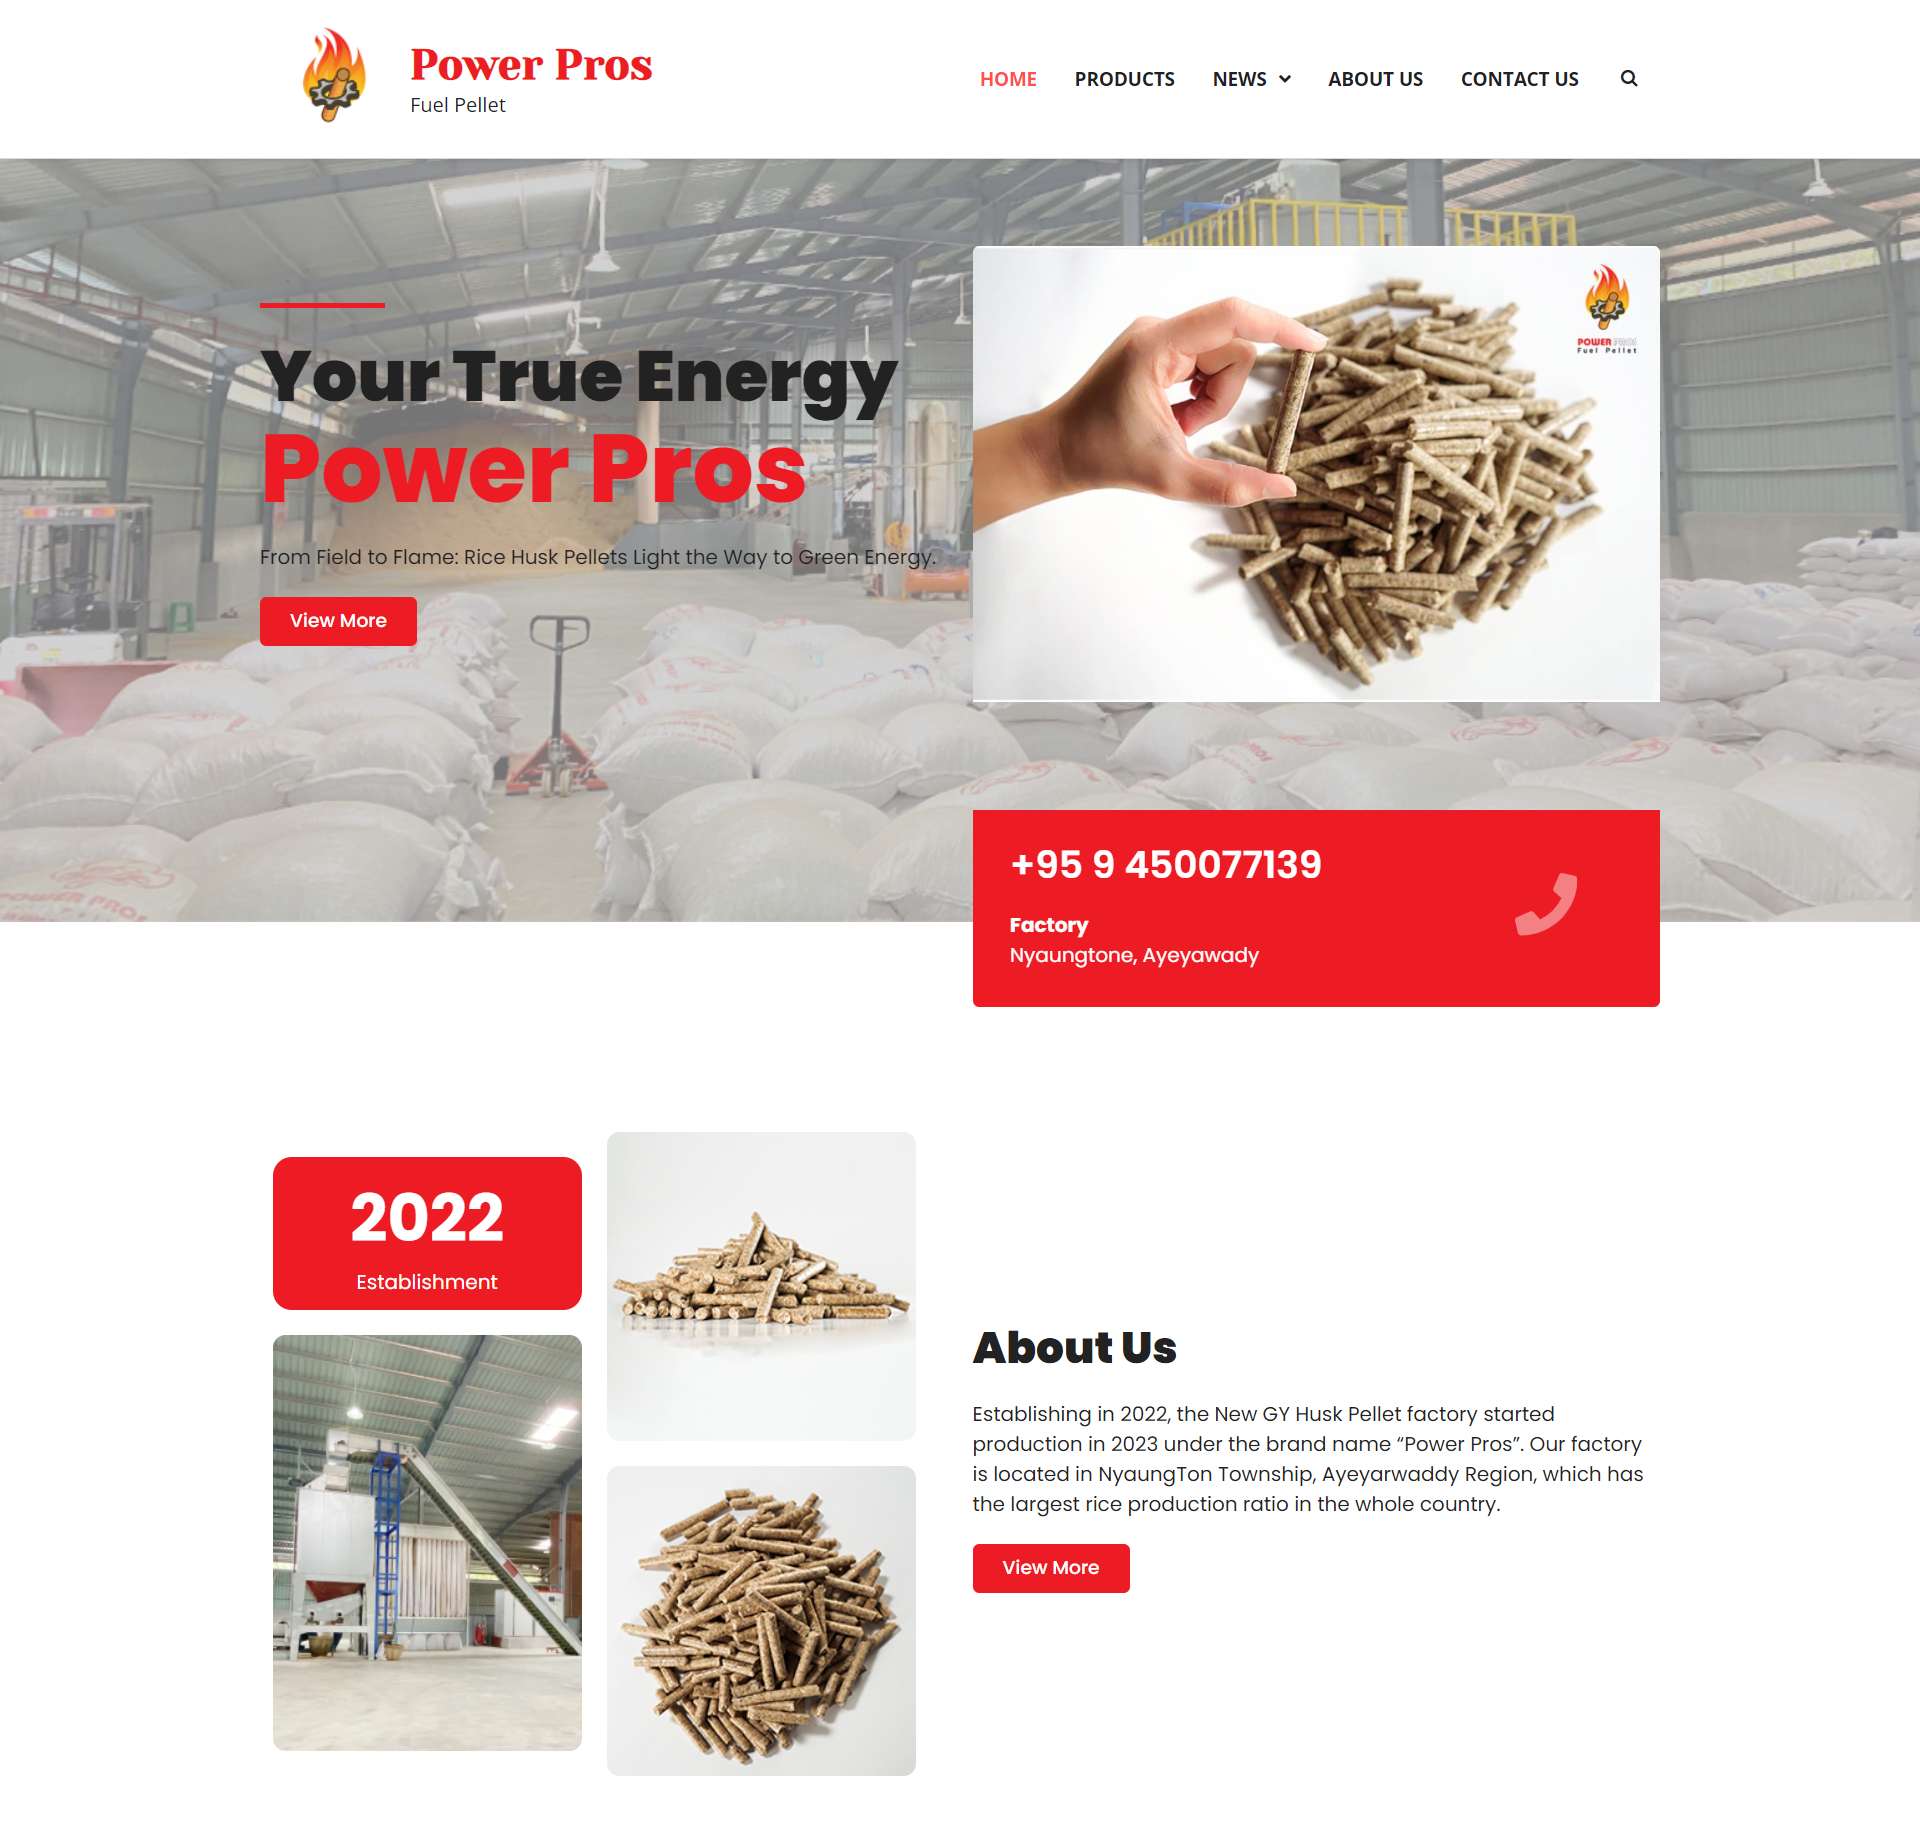 Power Pros
Fuel Pellet
HOME PRODUCTS NEWS ABOUT US CONTACT US
Your True Energy
Power Pros
From Field to Flame: Rice Husk Pellets Light the Way to Green Energy.
View More
POWER PROS
Fuel Pellet
+95 9 450077139
Factory
Nyaungtone, Ayeyawady
POWER PROS
2022
Establishment
About Us
Establishing in 2022, the New GY Husk Pellet factory started
production in 2023 under the brand name “Power Pros”. Our factory
is located in NyaungTon Township, Ayeyarwaddy Region, which has
the largest rice production ratio in the whole country.
View More